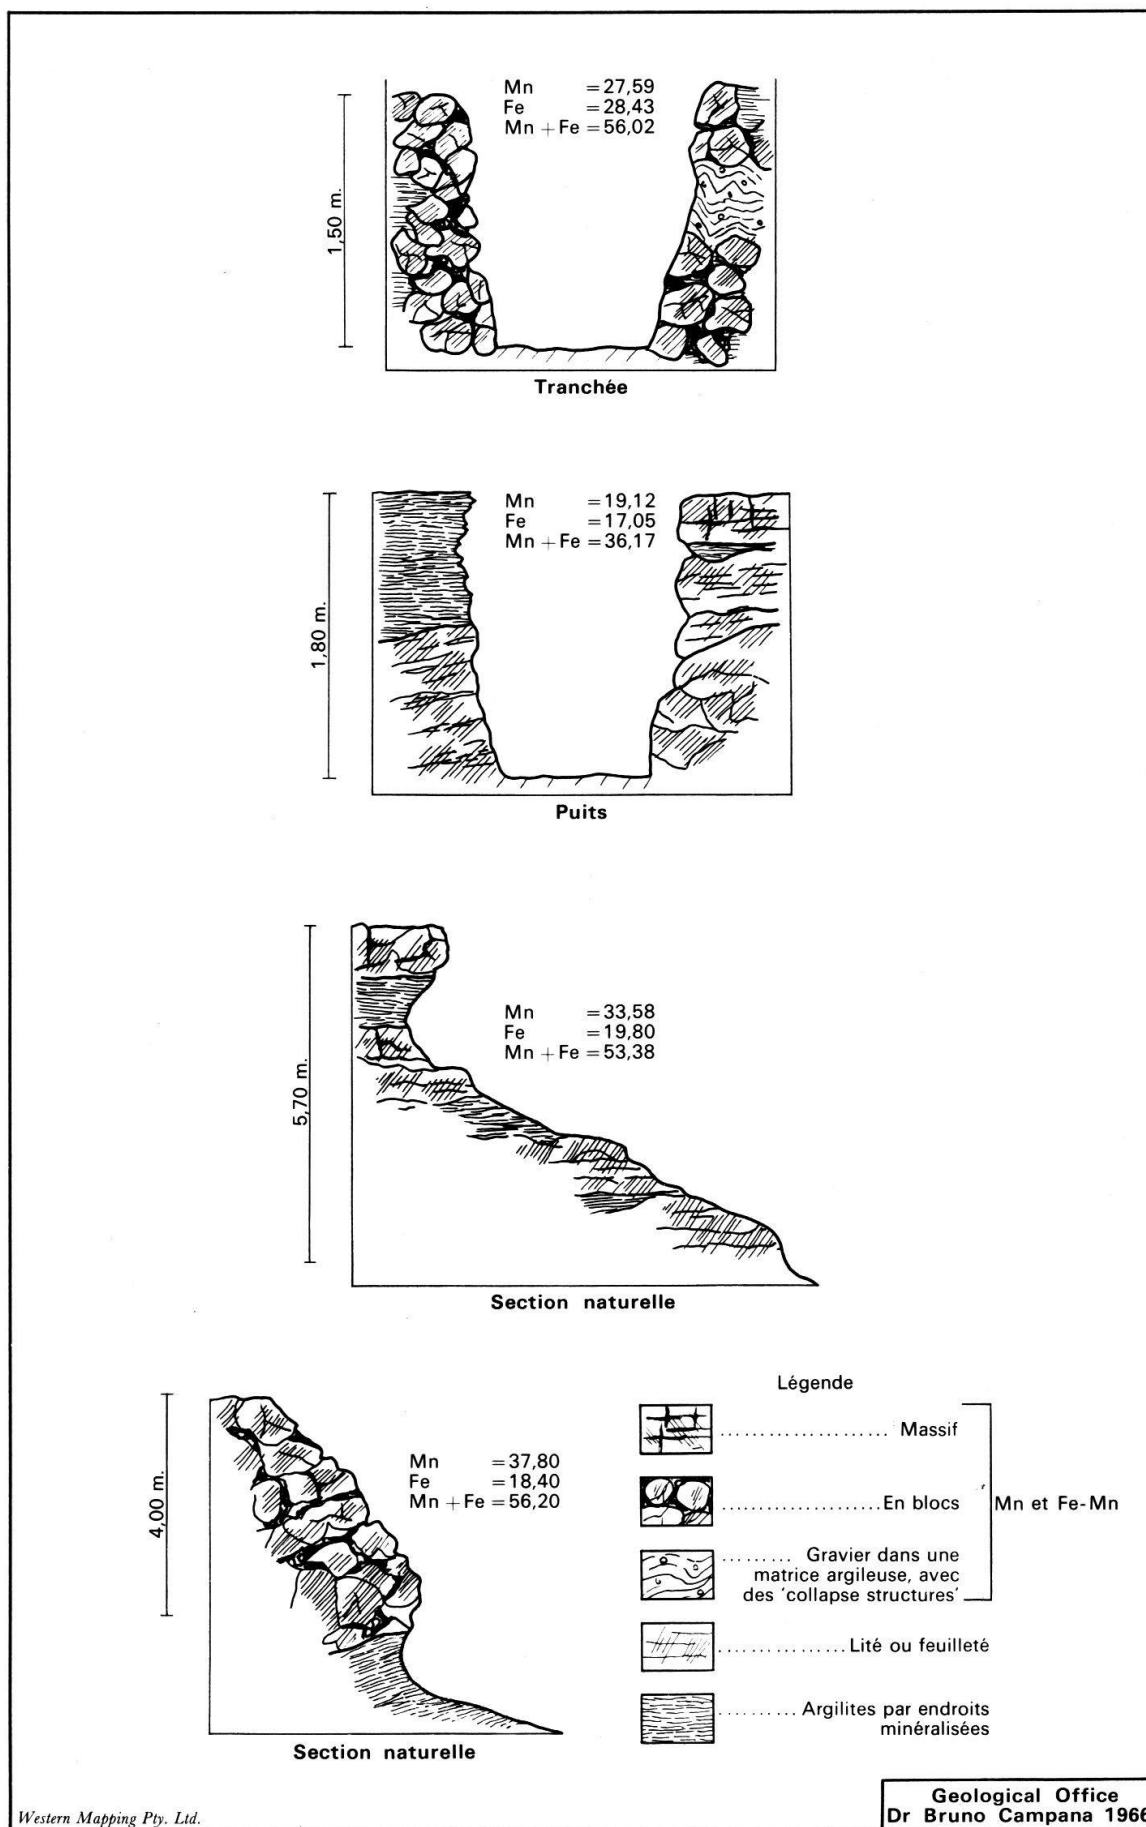 Mn = 27,59
Fe = 28,43
Mn + Fe = 56,02
1,50 m.
Tranchée
Mn = 19,12
Fe = 17,05
Mn + Fe = 36,17
1,80 m.
Puits
Mn = 33,58
Fe = 19,80
Mn + Fe = 53,38
5,70 m.
Section naturelle
Mn = 37,80
Fe = 18,40
Mn + Fe = 56,20
4,00 m.
Section naturelle
Légende
.................... Massif
.................... En blocs
Mn et Fe-Mn
......... Gravier dans une
matrice argileuse, avec
des 'collapse structures'
................ Lité ou feuilleté
.......... Argilites par endroits
minéralisées
Western Mapping Pty. Ltd.
Geological Office
Dr Bruno Campana 1966